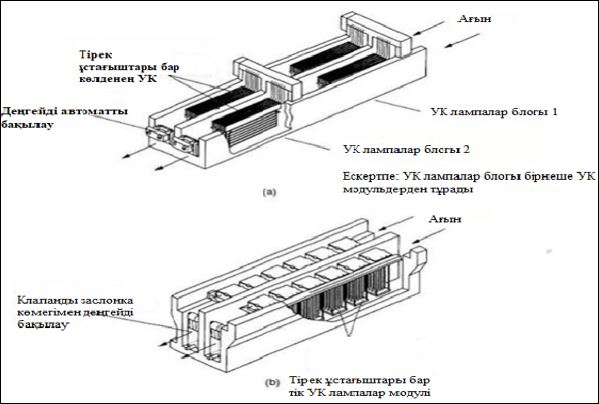 Ағын
Тірек
ұстағыштары бар
көлденең УК
Деңгейді автоматты
бақылау
УК лампалар блогы 1
УК лампалар блогы 2
Ескертпе: УК лампалар блогы бірнеше УК
модульдерден тұрады
(a)
Ағын
Клапанды заслонка
көмегімен деңгейді
бақылау
(b)
Тірек ұстағыштары бар
тік УК лампалар модулі